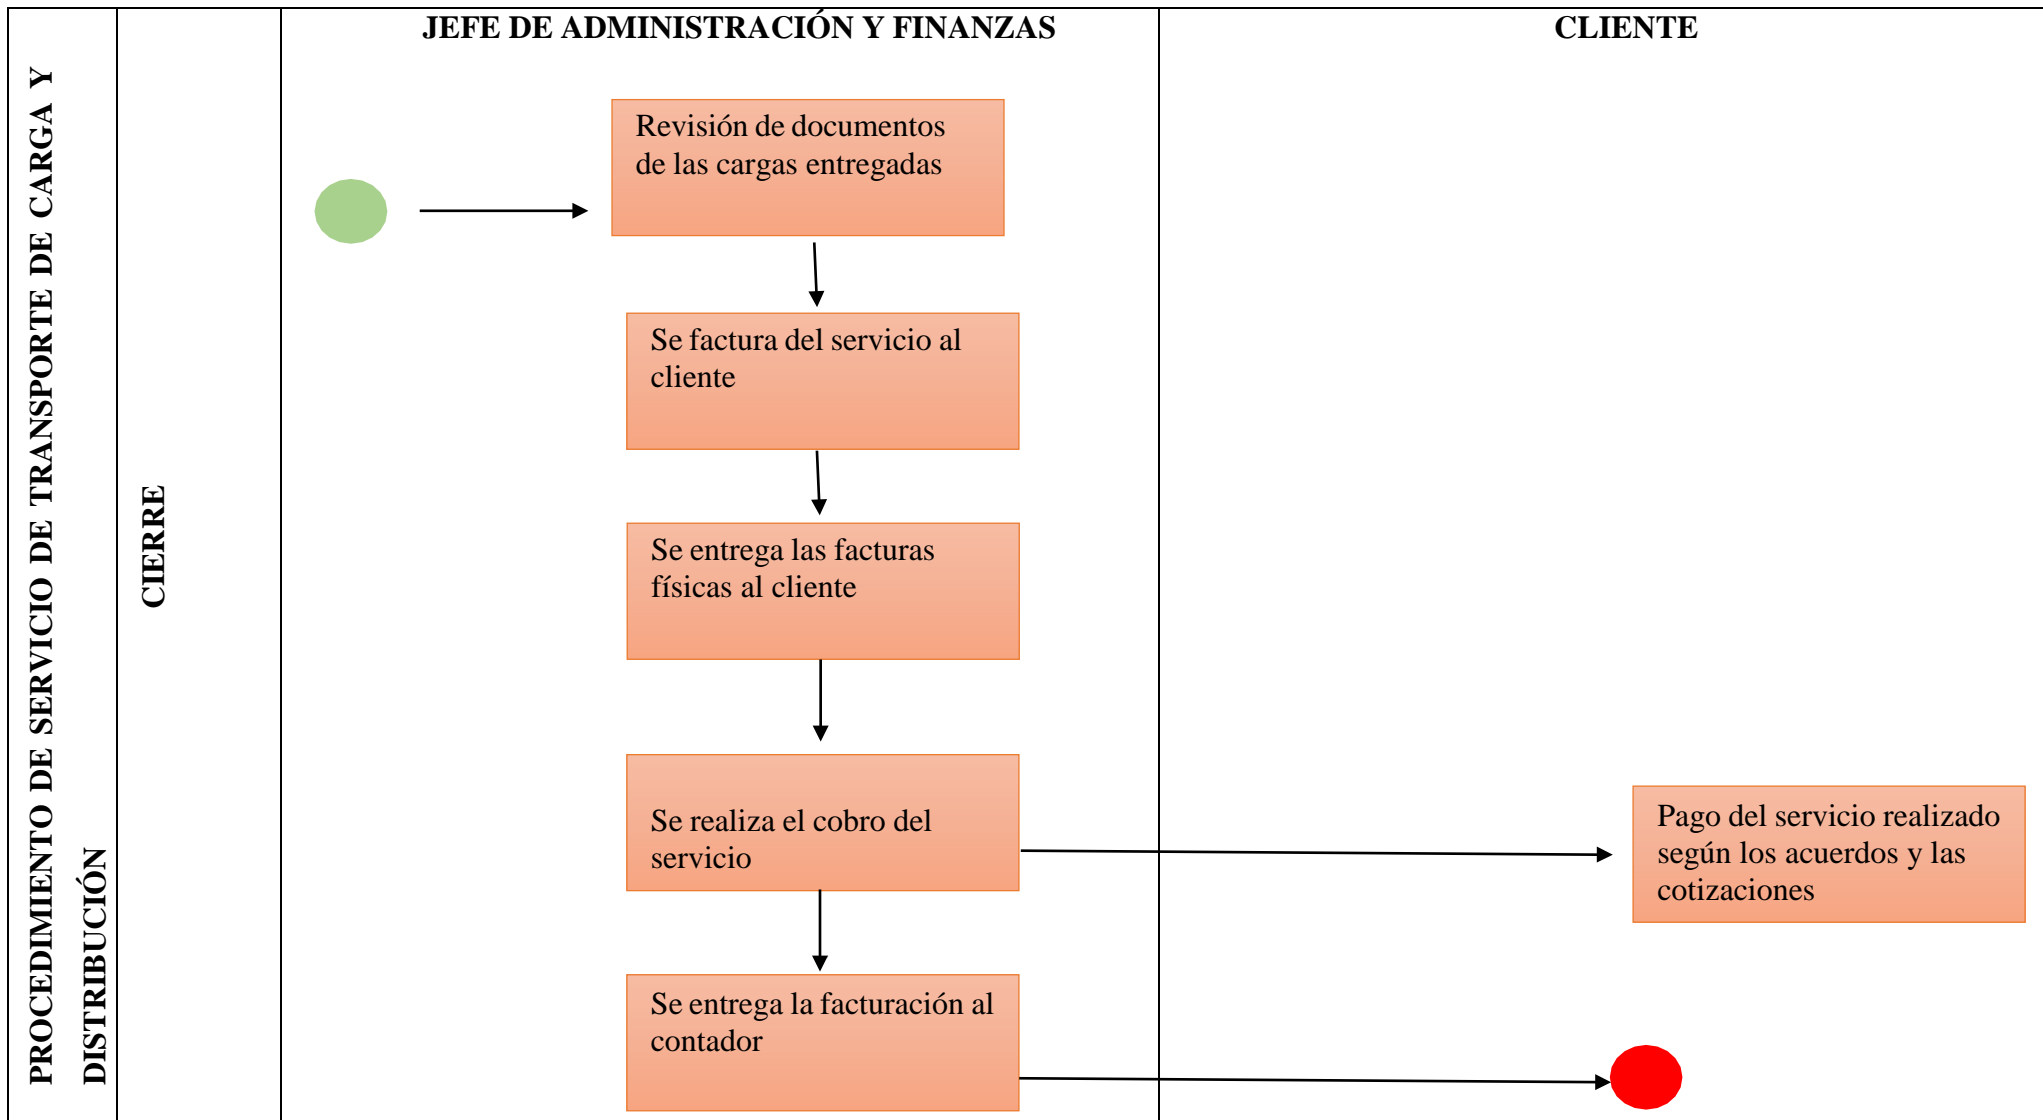 PROCEDIMIENTO DE SERVICIO DE TRANSPORTE DE CARGA Y
DISTRIBUCIÓN
CIERRE
JEFE DE ADMINISTRACIÓN Y FINANZAS
CLIENTE
Revisión de documentos
de las cargas entregadas
Se factura del servicio al
cliente
Se entrega las facturas
físicas al cliente
Se realiza el cobro del
servicio
Pago del servicio realizado
según los acuerdos y las
cotizaciones
Se entrega la facturación al
contador